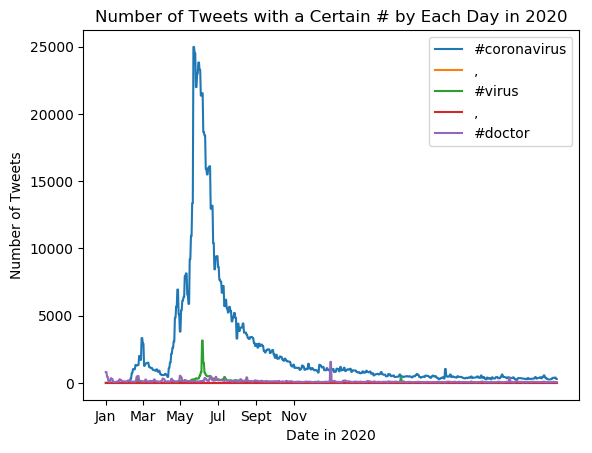 Number of Tweets with a Certain # by Each Day in 2020
Number of Tweets
25000
20000
15000
10000
5000
0
#coronavirus
,
#virus
,
#doctor
Jan Mar May Jul Sept Nov
Date in 2020